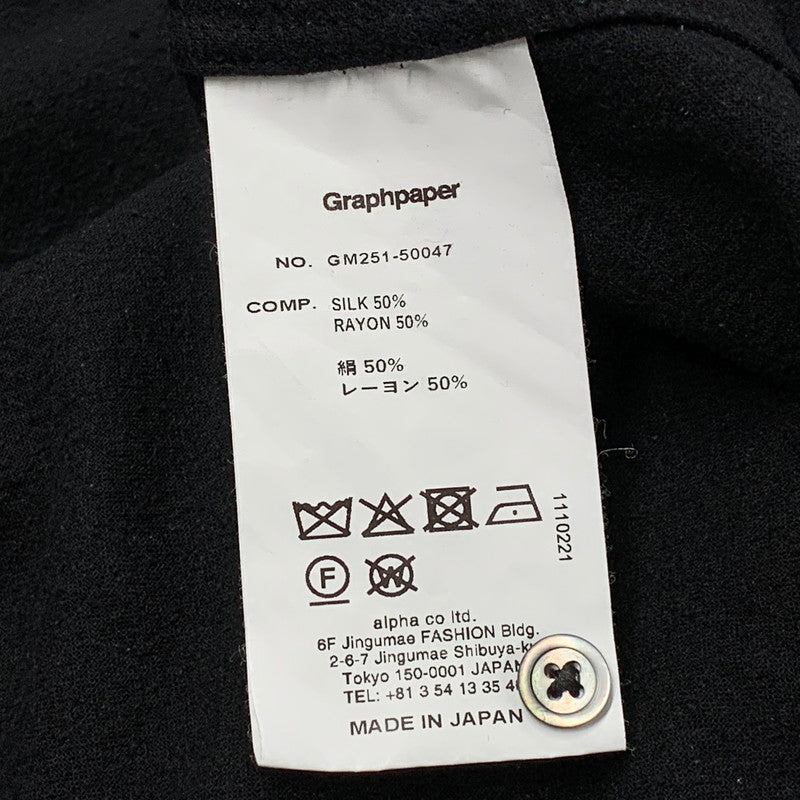 Graphpaper
NO. GM251-50047
COMP. SILK 50%
RAYON 50%
絹 50%
レーヨン 50%
1110221
F
W
alpha co ltd.
6F Jingumae FASHION Bldg.
2-6-7 Jingumae
Tokyo 150-0001 JAPAN
TEL: +81 3 54 13 35
MADE IN JAPAN